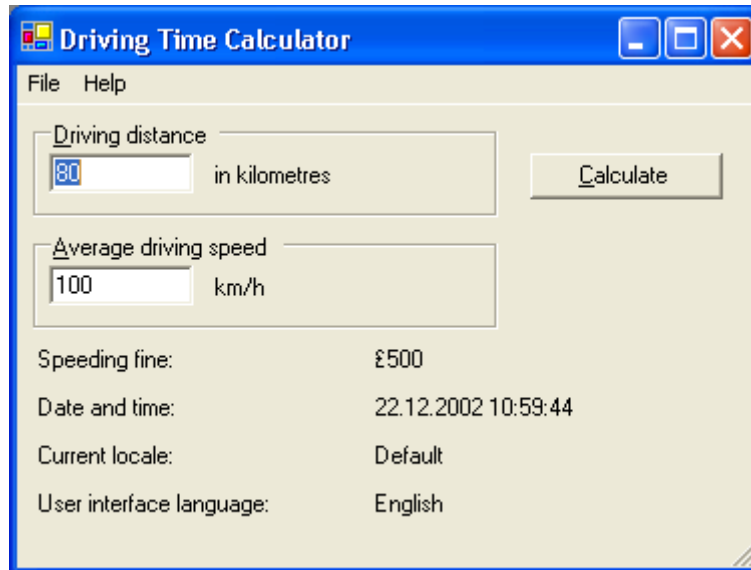 Driving Time Calculator
File Help
Driving distance
80 in kilometres
Calculate
Average driving speed
100 km/h
Speeding fine: £500
Date and time: 22.12.2002 10:59:44
Current locale: Default
User interface language: English